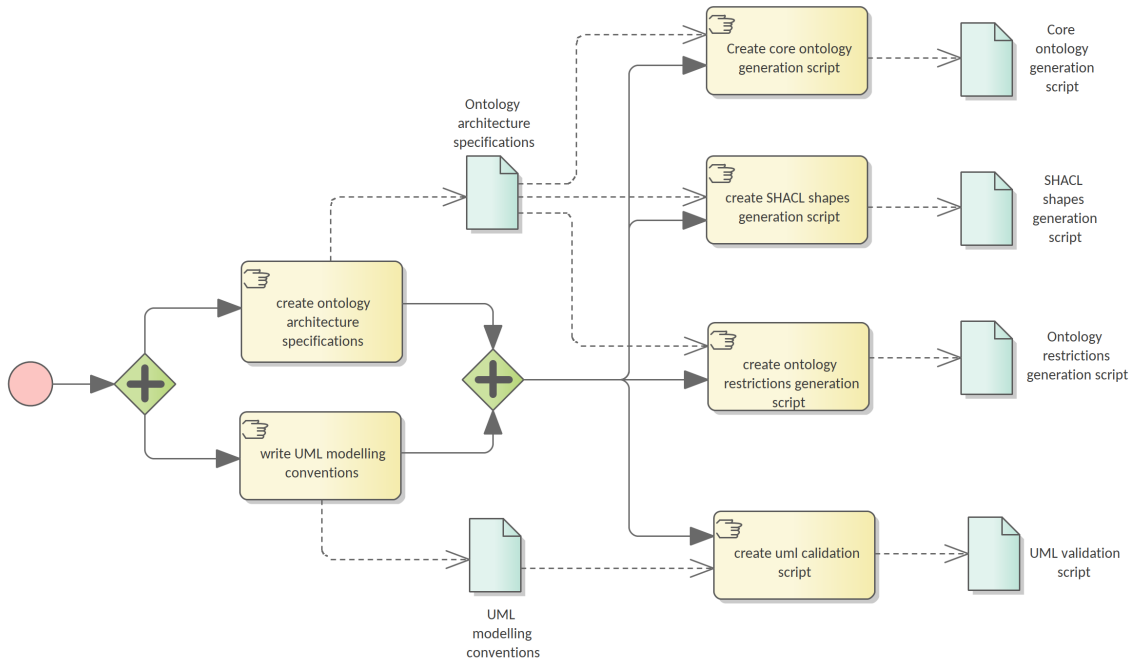 Core
ontology
generation
script
Create core ontology
generation script
Ontology
architecture
specifications
SHACL
shapes
generation
script
create SHACL shapes
generation script
create ontology
architecture
specifications
Ontology
restrictions
generation script
create ontology
restrictions generation
script
write UML modelling
conventions
create uml calidation
script
UML validation
script
UML
modelling
conventions